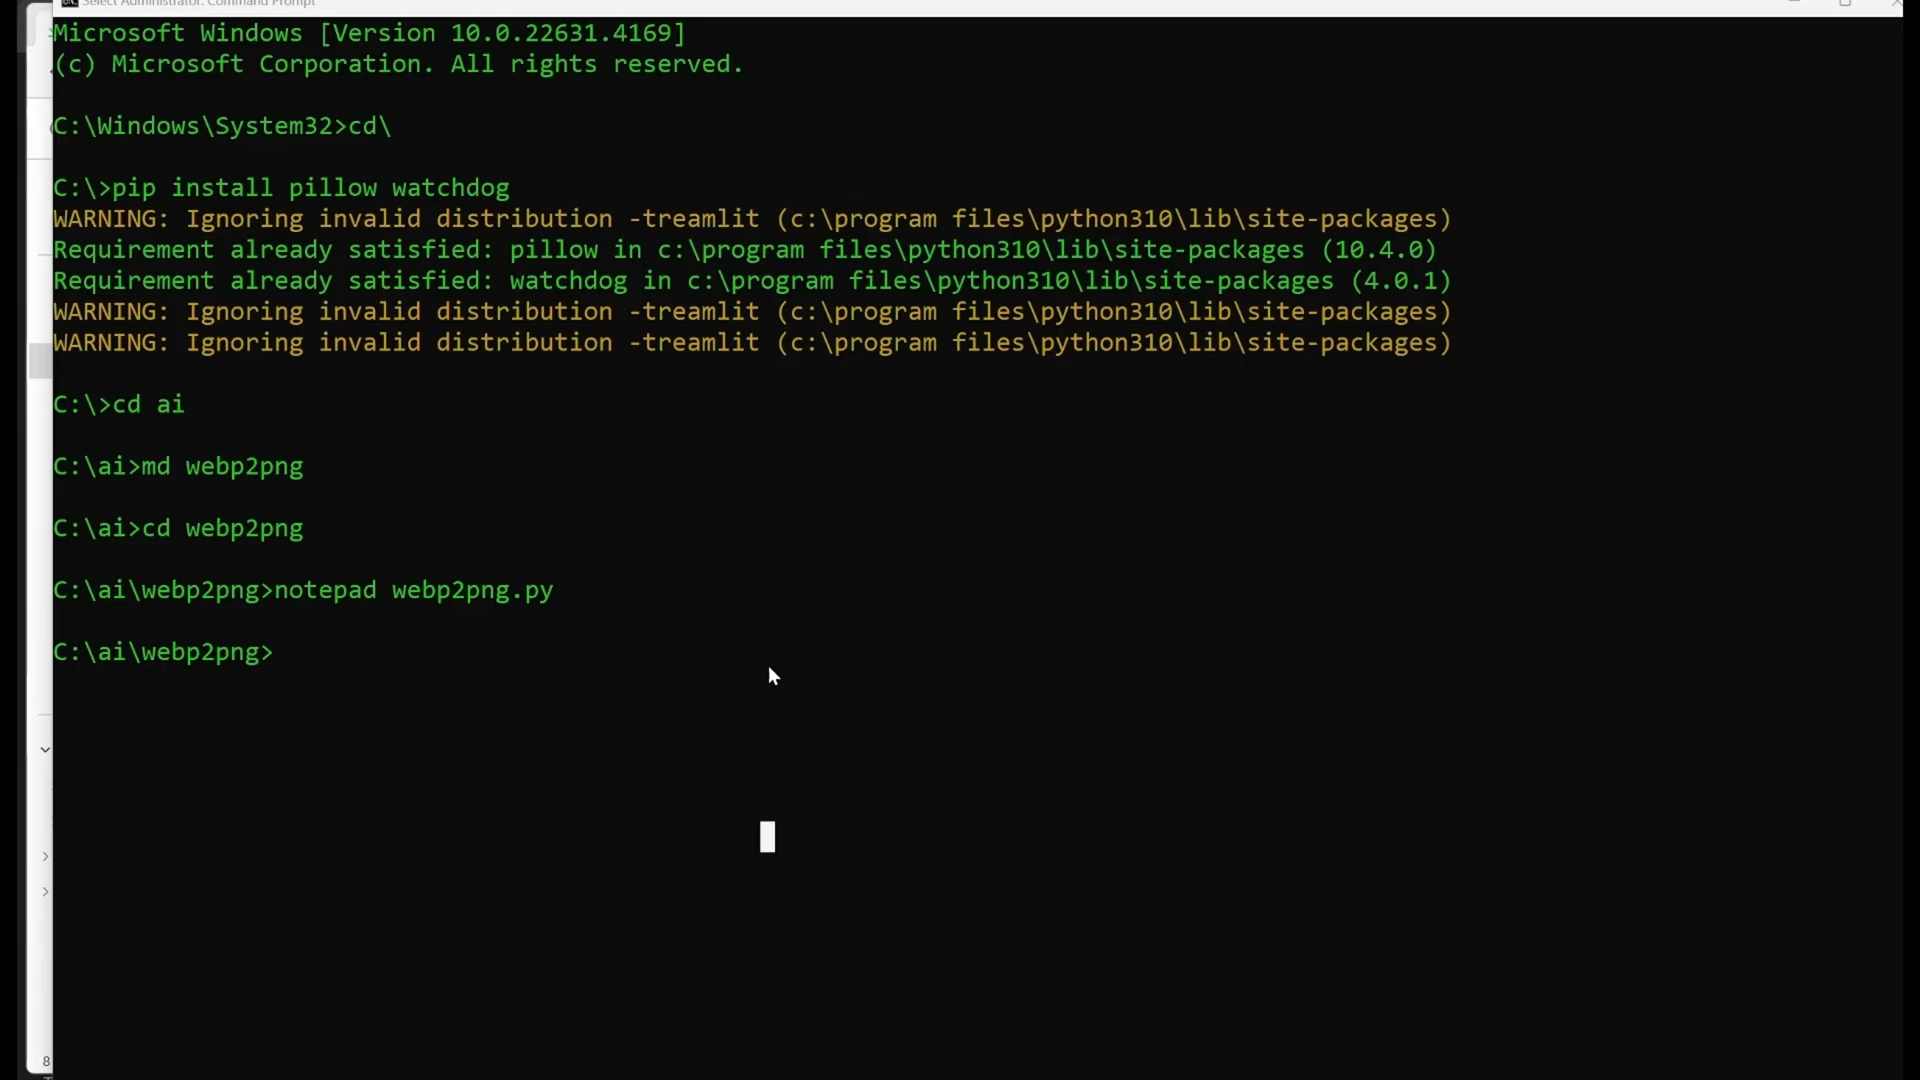 Select Administrator: Command Prompt
Microsoft Windows [Version 10.0.22631.4169]
(c) Microsoft Corporation. All rights reserved.
C:\Windows\System32>cd\
C:\>pip install pillow watchdog
WARNING: Ignoring invalid distribution -treamlit (c:\program files\python310\lib\site-packages)
Requirement already satisfied: pillow in c:\program files\python310\lib\site-packages (10.4.0)
Requirement already satisfied: watchdog in c:\program files\python310\lib\site-packages (4.0.1)
WARNING: Ignoring invalid distribution -treamlit (c:\program files\python310\lib\site-packages)
WARNING: Ignoring invalid distribution -treamlit (c:\program files\python310\lib\site-packages)
C:\>cd ai
C:\ai>md webp2png
C:\ai>cd webp2png
C:\ai\webp2png>notepad webp2png.py
C:\ai\webp2png>
8